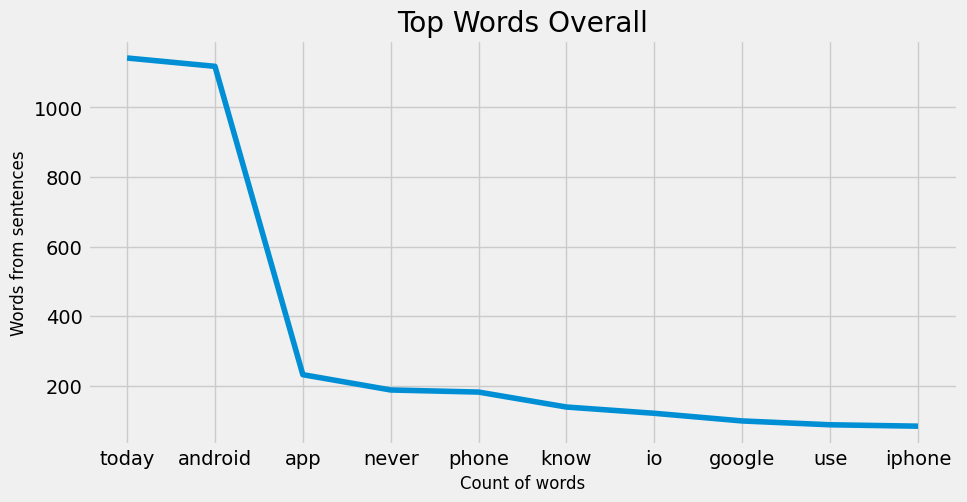 Top Words Overall
Words from sentences
1000
800
600
400
200
today android app never phone know io google use iphone
Count of words